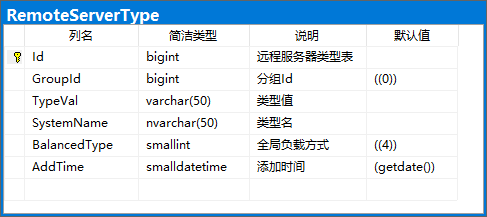 RemoteServerType
列名 简洁类型 说明 默认值
Id bigint 远程服务器类型表
GroupId bigint 分组Id ((0))
TypeVal varchar(50) 类型值
SystemName nvarchar(50) 类型名
BalancedType smallint 全局负载方式 ((4))
AddTime smalldatetime 添加时间 (getdate())